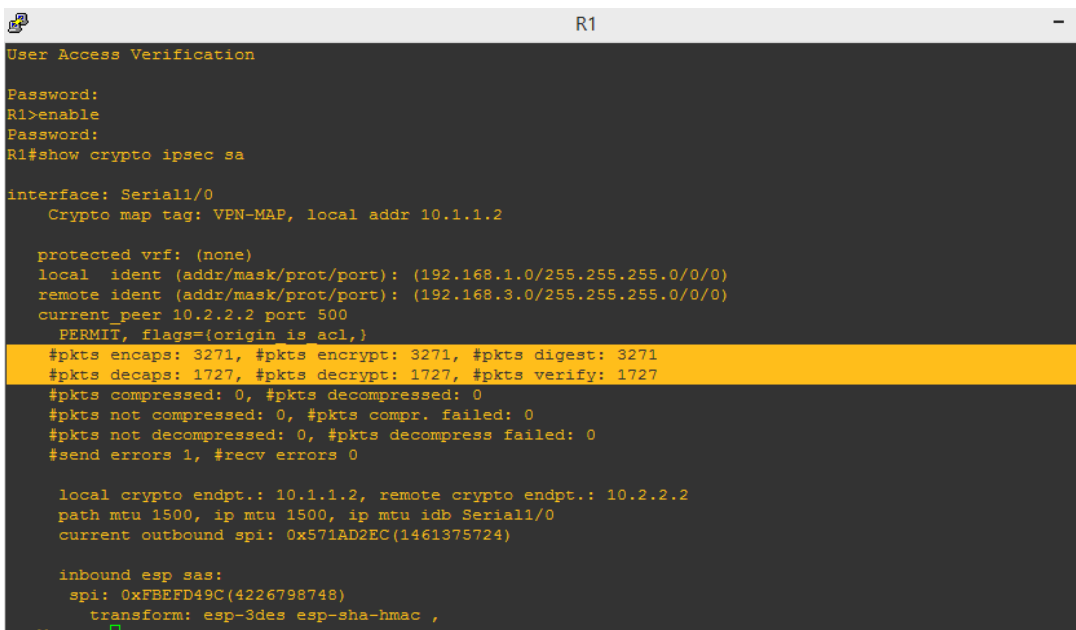 R1
User Access Verification
Password:
R1>enable
Password:
R1#show crypto ipsec sa
interface: Serial1/0
Crypto map tag: VPN-MAP, local addr 10.1.1.2
protected vrf: (none)
local ident (addr/mask/prot/port): (192.168.1.0/255.255.255.0/0/0)
remote ident (addr/mask/prot/port): (192.168.3.0/255.255.255.0/0/0)
current_peer 10.2.2.2 port 500
PERMIT, flags={origin_is_acl,}
#pkts encaps: 3271, #pkts encrypt: 3271, #pkts digest: 3271
#pkts decaps: 1727, #pkts decrypt: 1727, #pkts verify: 1727
#pkts compressed: 0, #pkts decompressed: 0
#pkts not compressed: 0, #pkts compr. failed: 0
#pkts not decompressed: 0, #pkts decompress failed: 0
#send errors 1, #recv errors 0
local crypto endpt.: 10.1.1.2, remote crypto endpt.: 10.2.2.2
path mtu 1500, ip mtu 1500, ip mtu idb Serial1/0
current outbound spi: 0x571AD2EC(1461375724)
inbound esp sas:
spi: 0xFBEFD49C(4226798748)
transform: esp-3des esp-sha-hmac ,